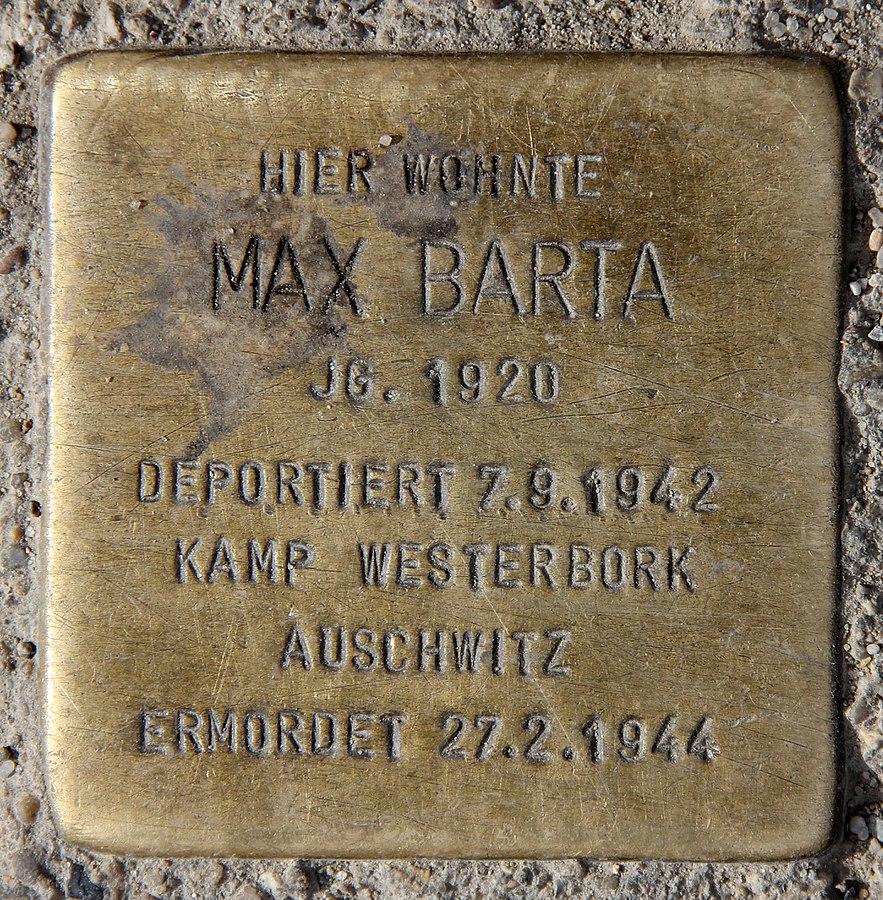 HIER WOHNTE
MAX BARTA
JG. 1920
DEPORTIERT 7.9.1942
KAMP WESTERBORK
AUSCHWITZ
ERMORDET 27.2.1944